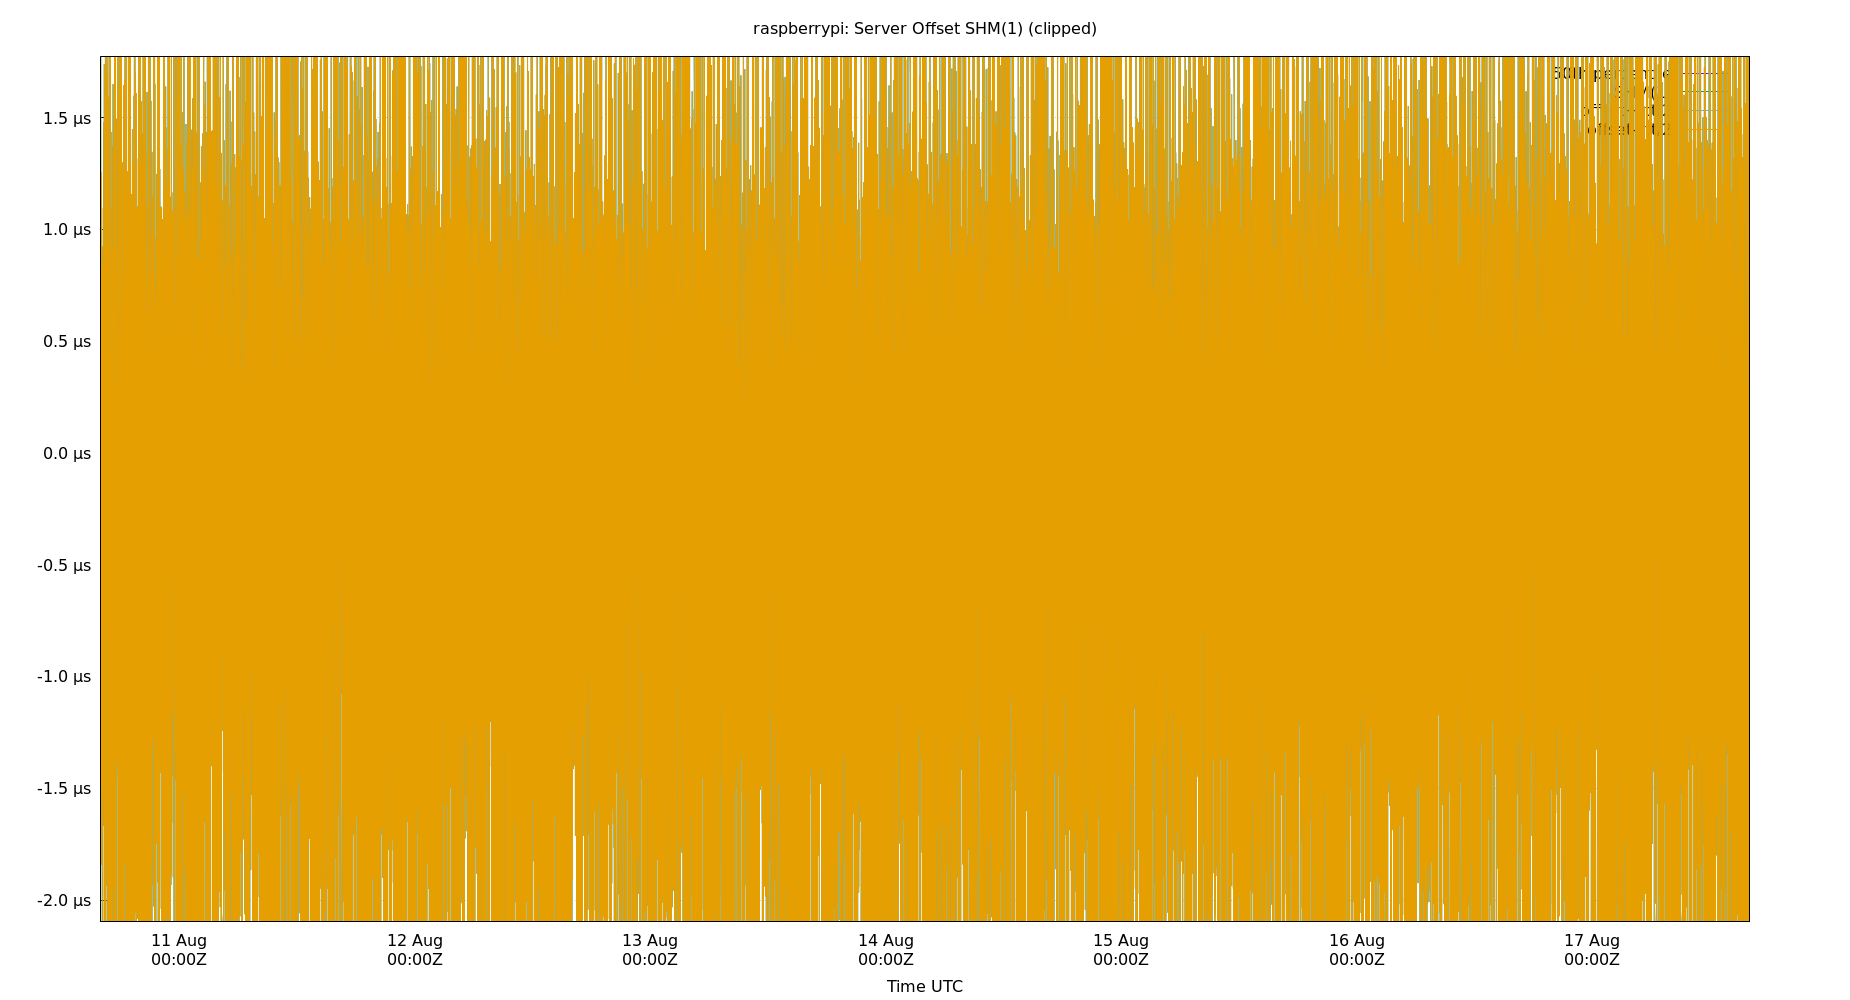 raspberrypi: Server Offset SHM(1) (clipped)
1.5 µs
1.0 µs
0.5 µs
0.0 µs
-0.5 µs
-1.0 µs
-1.5 µs
-2.0 µs
11 Aug 12 Aug 13 Aug 14 Aug 15 Aug 16 Aug 17 Aug
00:00Z 00:00Z 00:00Z 00:00Z 00:00Z 00:00Z 00:00Z
Time UTC